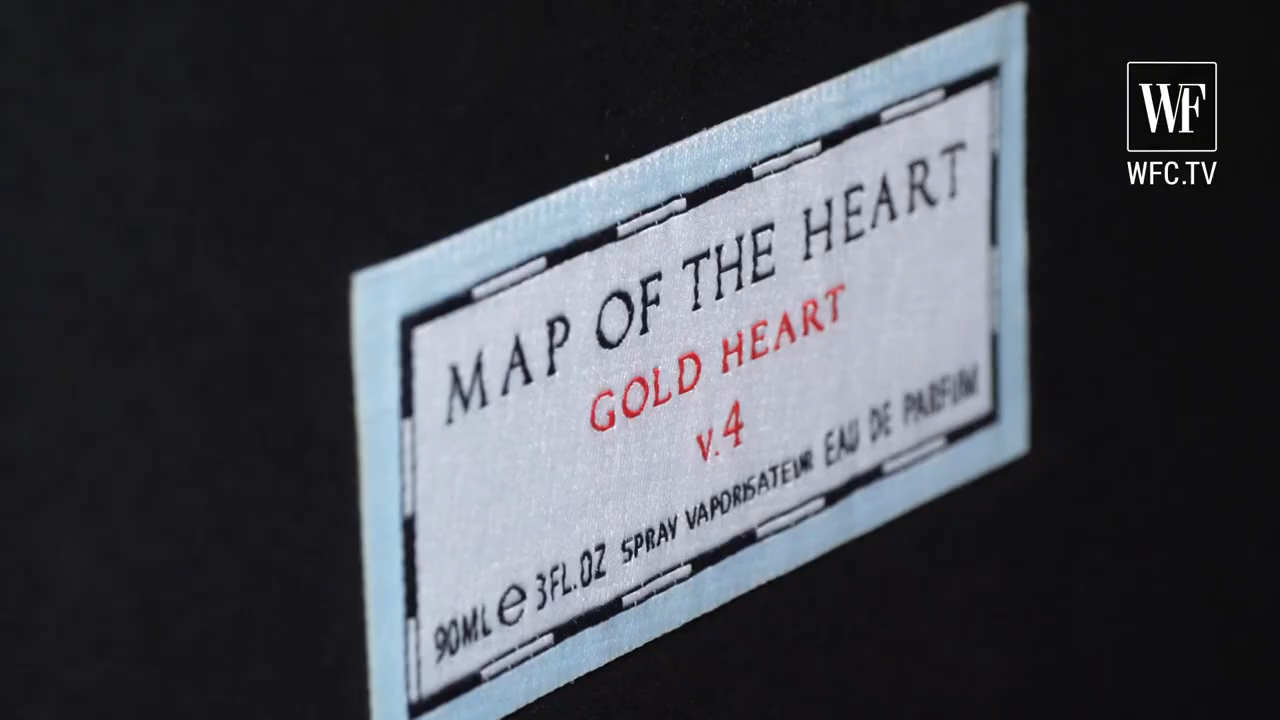 WF
WFC.TV
MAP OF THE HEART
GOLD HEART
v.4
90ML e 3FL.OZ SPRAY VAPORISATEUR EAU DE PARFUM